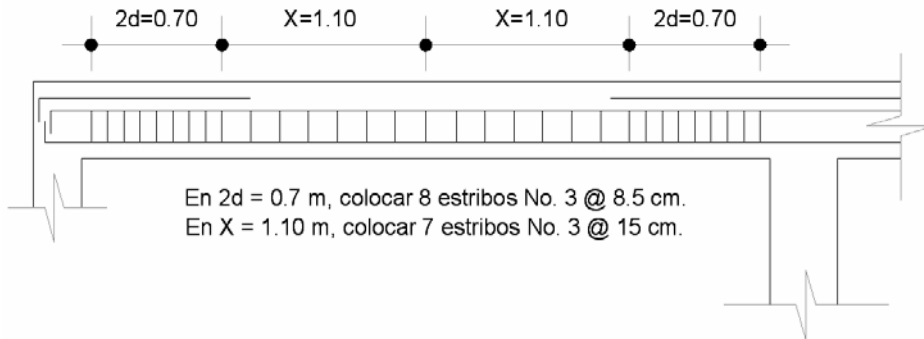 2d=0.70 X=1.10 X=1.10 2d=0.70
En 2d = 0.7 m, colocar 8 estribos No. 3 @ 8.5 cm.
En X = 1.10 m, colocar 7 estribos No. 3 @ 15 cm.